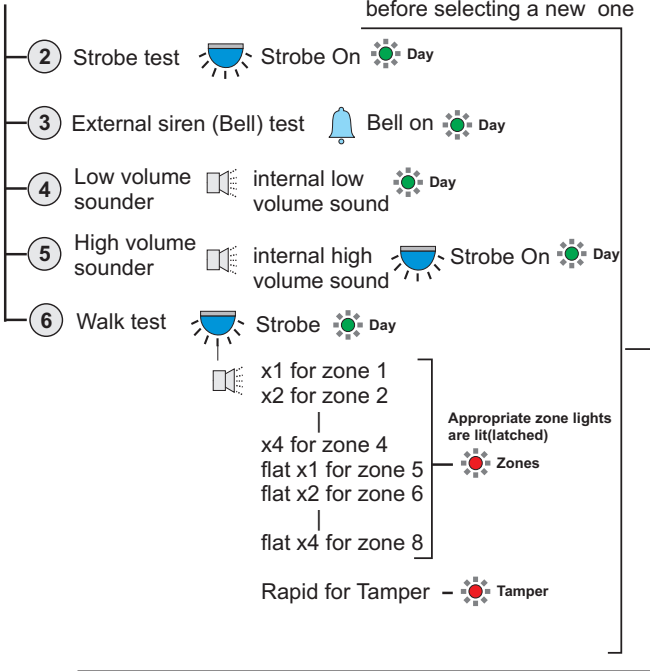 before selecting a new one
2 Strobe test Strobe On Day
3 External siren (Bell) test Bell on Day
4 Low volume sounder internal low volume sound Day
5 High volume sounder internal high volume sound Strobe On Day
6 Walk test Strobe Day
x1 for zone 1
x2 for zone 2
x4 for zone 4
flat x1 for zone 5
flat x2 for zone 6
flat x4 for zone 8
Appropriate zone lights
are lit(latched)
Zones
Rapid for Tamper - Tamper